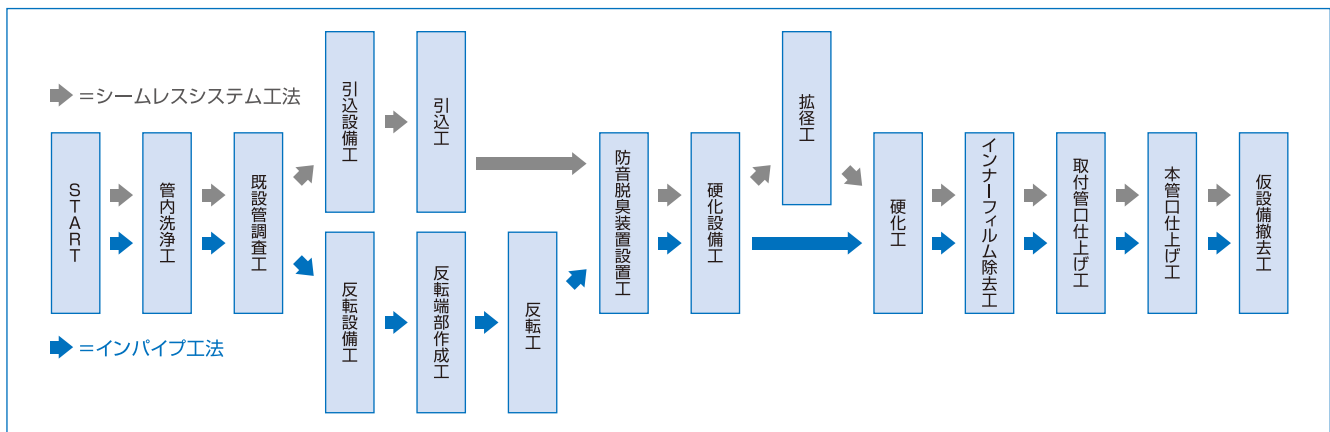 =シームレスシステム工法
START
管内洗浄工
既設管調査工
引込設備工
引込工
反転設備工
反転端部作成工
反転工
防音脱臭装置設置工
硬化設備工
拡径工
硬化工
インナーフィルム除去工
取付管口仕上げ工
本管口仕上げ工
仮設備撤去工
=インパイプ工法